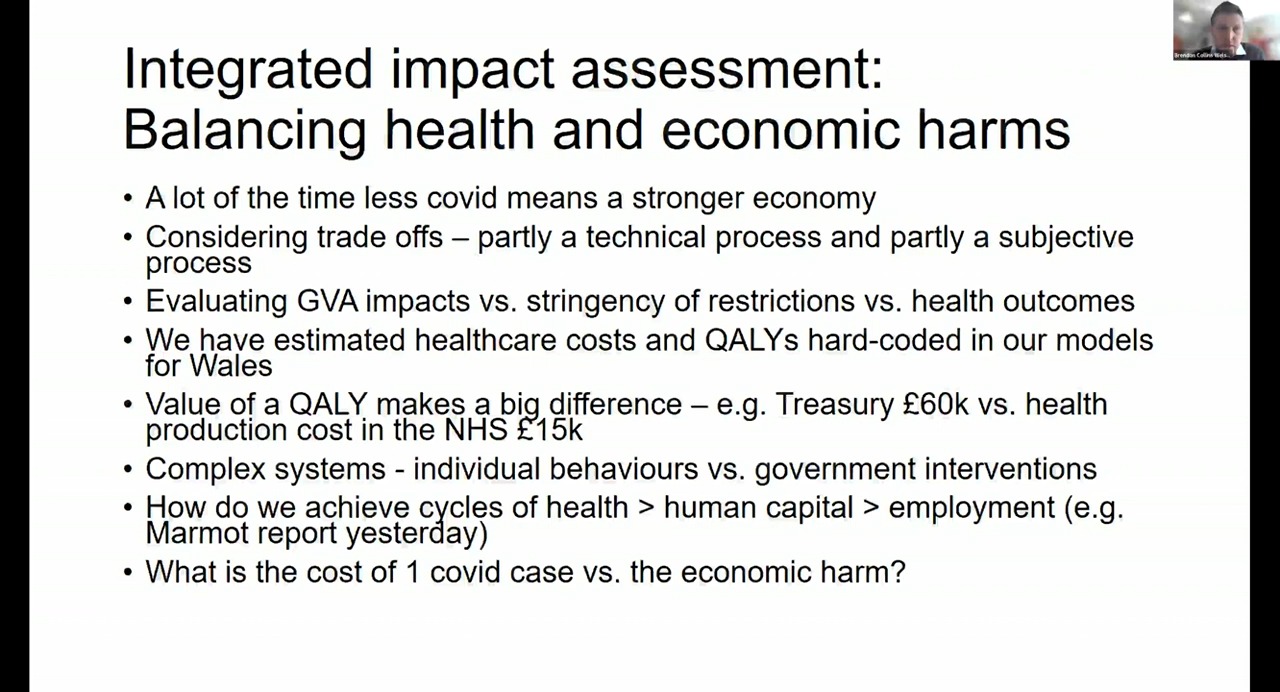 Integrated impact assessment:
Balancing health and economic harms
• A lot of the time less covid means a stronger economy
• Considering trade offs – partly a technical process and partly a subjective
process
• Evaluating GVA impacts vs. stringency of restrictions vs. health outcomes
• We have estimated healthcare costs and QALYs hard-coded in our models
for Wales
• Value of a QALY makes a big difference – e.g. Treasury £60k vs. health
production cost in the NHS £15k
• Complex systems - individual behaviours vs. government interventions
• How do we achieve cycles of health > human capital > employment (e.g.
Marmot report yesterday)
• What is the cost of 1 covid case vs. the economic harm?